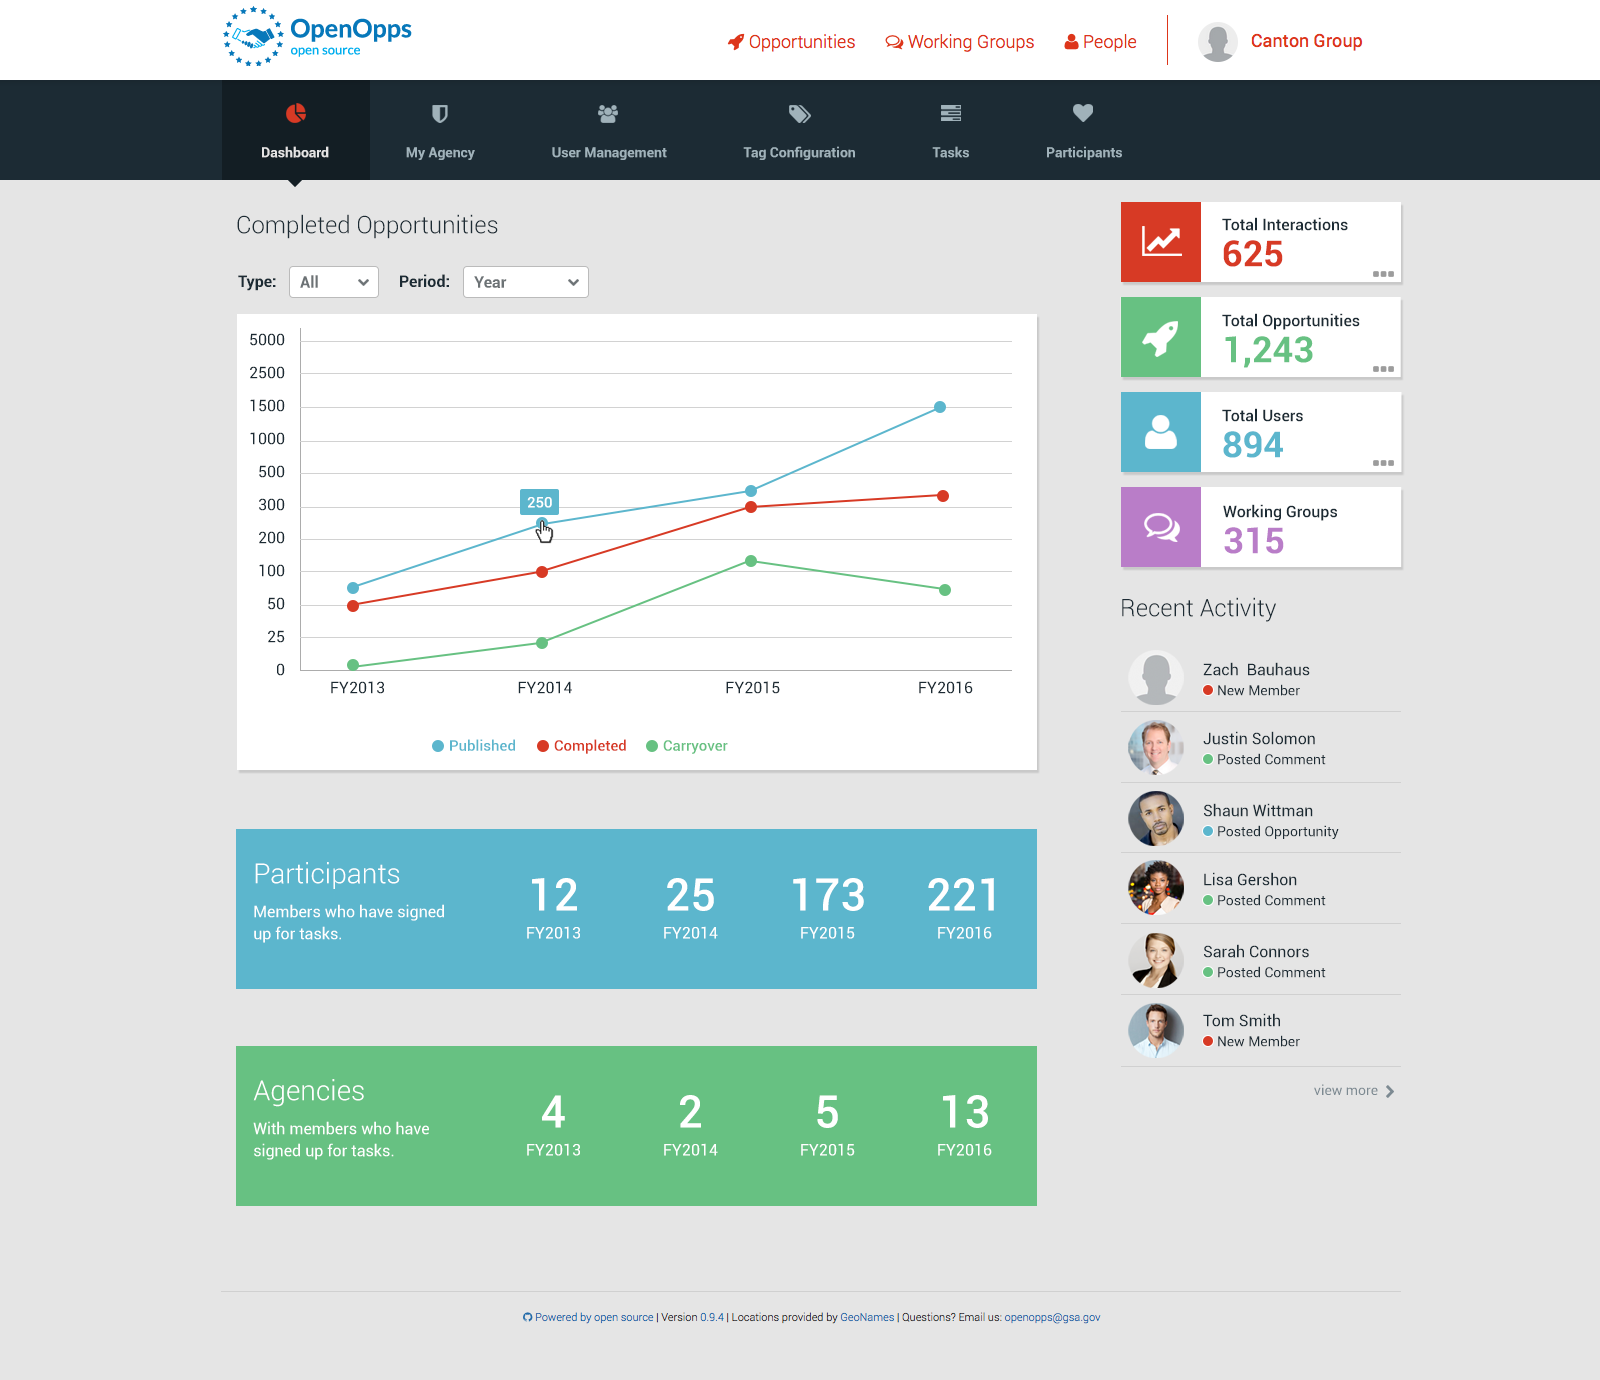 OpenOpps
open source
Opportunities
Working Groups
People
Canton Group
Dashboard
My Agency
User Management
Tag Configuration
Tasks
Participants
Completed Opportunities
Type: All Period: Year
5000
2500
1500
1000
500
300
200
100
50
25
0
250
FY2013 FY2014 FY2015 FY2016
Published Completed Carryover
Participants
Members who have signed
up for tasks.
12 25 173 221
FY2013 FY2014 FY2015 FY2016
Agencies
With members who have
signed up for tasks.
4 2 5 13
FY2013 FY2014 FY2015 FY2016
Total Interactions
625
Total Opportunities
1,243
Total Users
894
Working Groups
315
Recent Activity
Zach Bauhaus
New Member
Justin Solomon
Posted Comment
Shaun Wittman
Posted Opportunity
Lisa Gershon
Posted Comment
Sarah Connors
Posted Comment
Tom Smith
New Member
view more
Powered by open source | Version 0.9.4 | Locations provided by GeoNames | Questions? Email us: openopps@gsa.gov